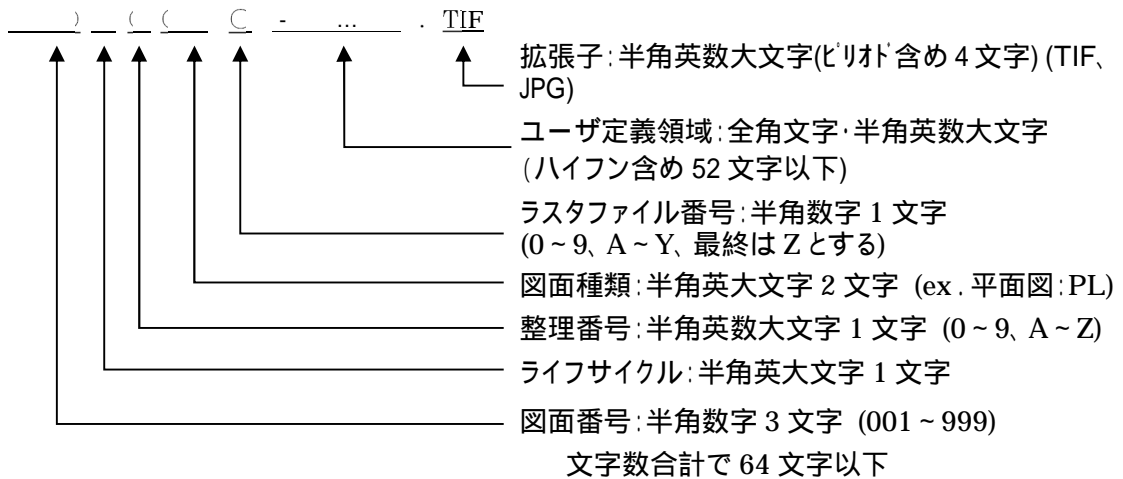 ) ( ( C - … . TIF
拡張子:半角英数大文字(ﾋﾟﾘｵﾄﾞ含め 4 文字) (TIF、
JPG)
ユーザ定義領域:全角文字・半角英数大文字
(ハイフン含め 52 文字以下)
ラスタファイル番号:半角数字 1 文字
(0～9、A～Y、最終は Z とする)
図面種類:半角英大文字 2 文字 (ex．平面図:PL)
整理番号:半角英数大文字 1 文字 (0～9、A～Z)
ライフサイクル:半角英大文字 1 文字
図面番号:半角数字 3 文字 (001～999)
文字数合計で 64 文字以下